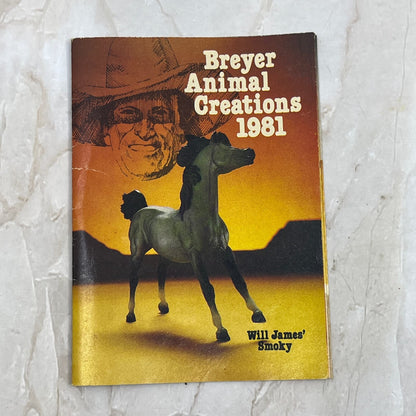 Breyer
Animal
Creations
1981
Will James'
Smoky